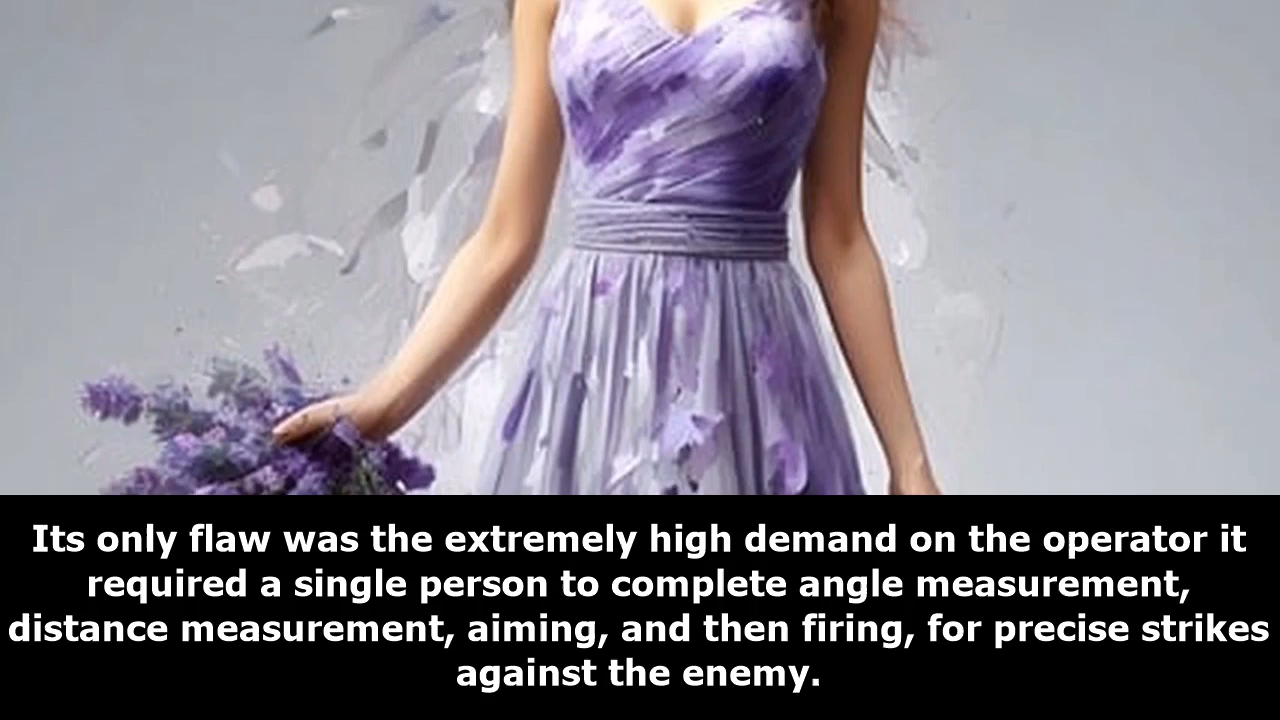 Its only flaw was the extremely high demand on the operator it
required a single person to complete angle measurement,
distance measurement, aiming, and then firing, for precise strikes
against the enemy.